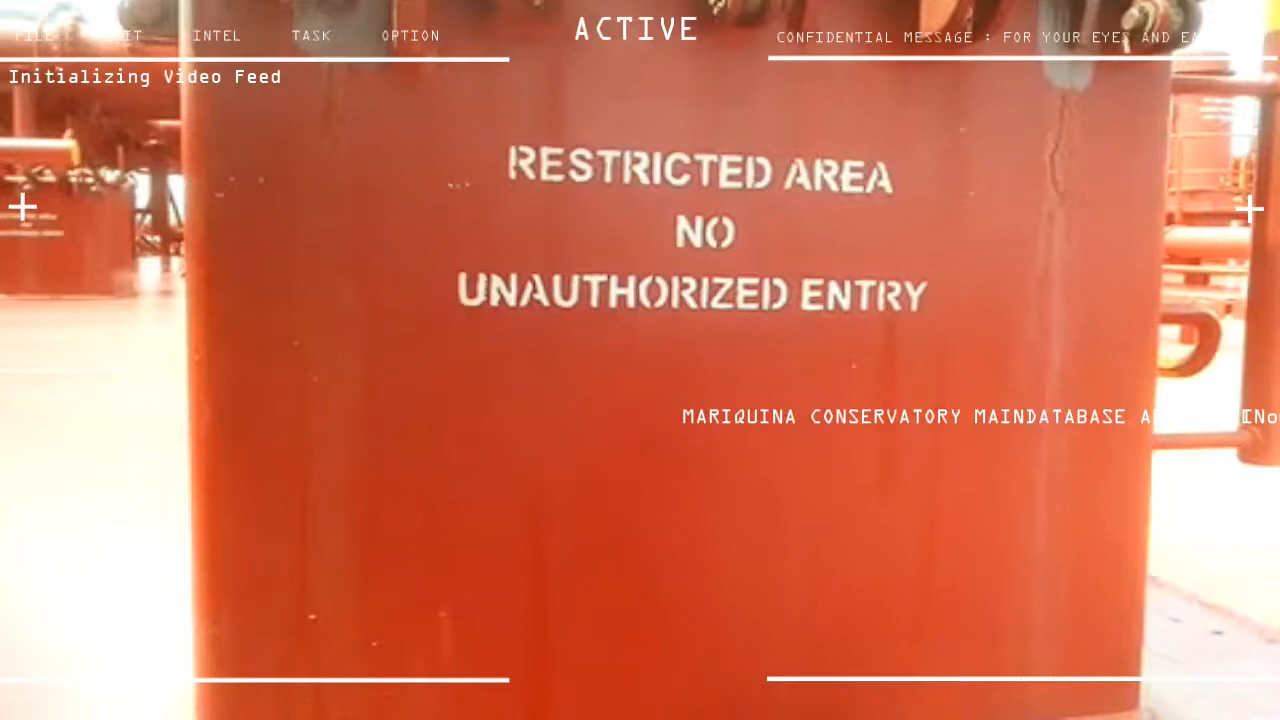 FILE INTEL TASK OPTION
ACTIVE
CONFIDENTIAL MESSAGE : FOR YOUR EYES AND
Initializing Video Feed
RESTRICTED AREA
NO
UNAUTHORIZED ENTRY
MARIQUINA CONSERVATORY MAINDATABASE